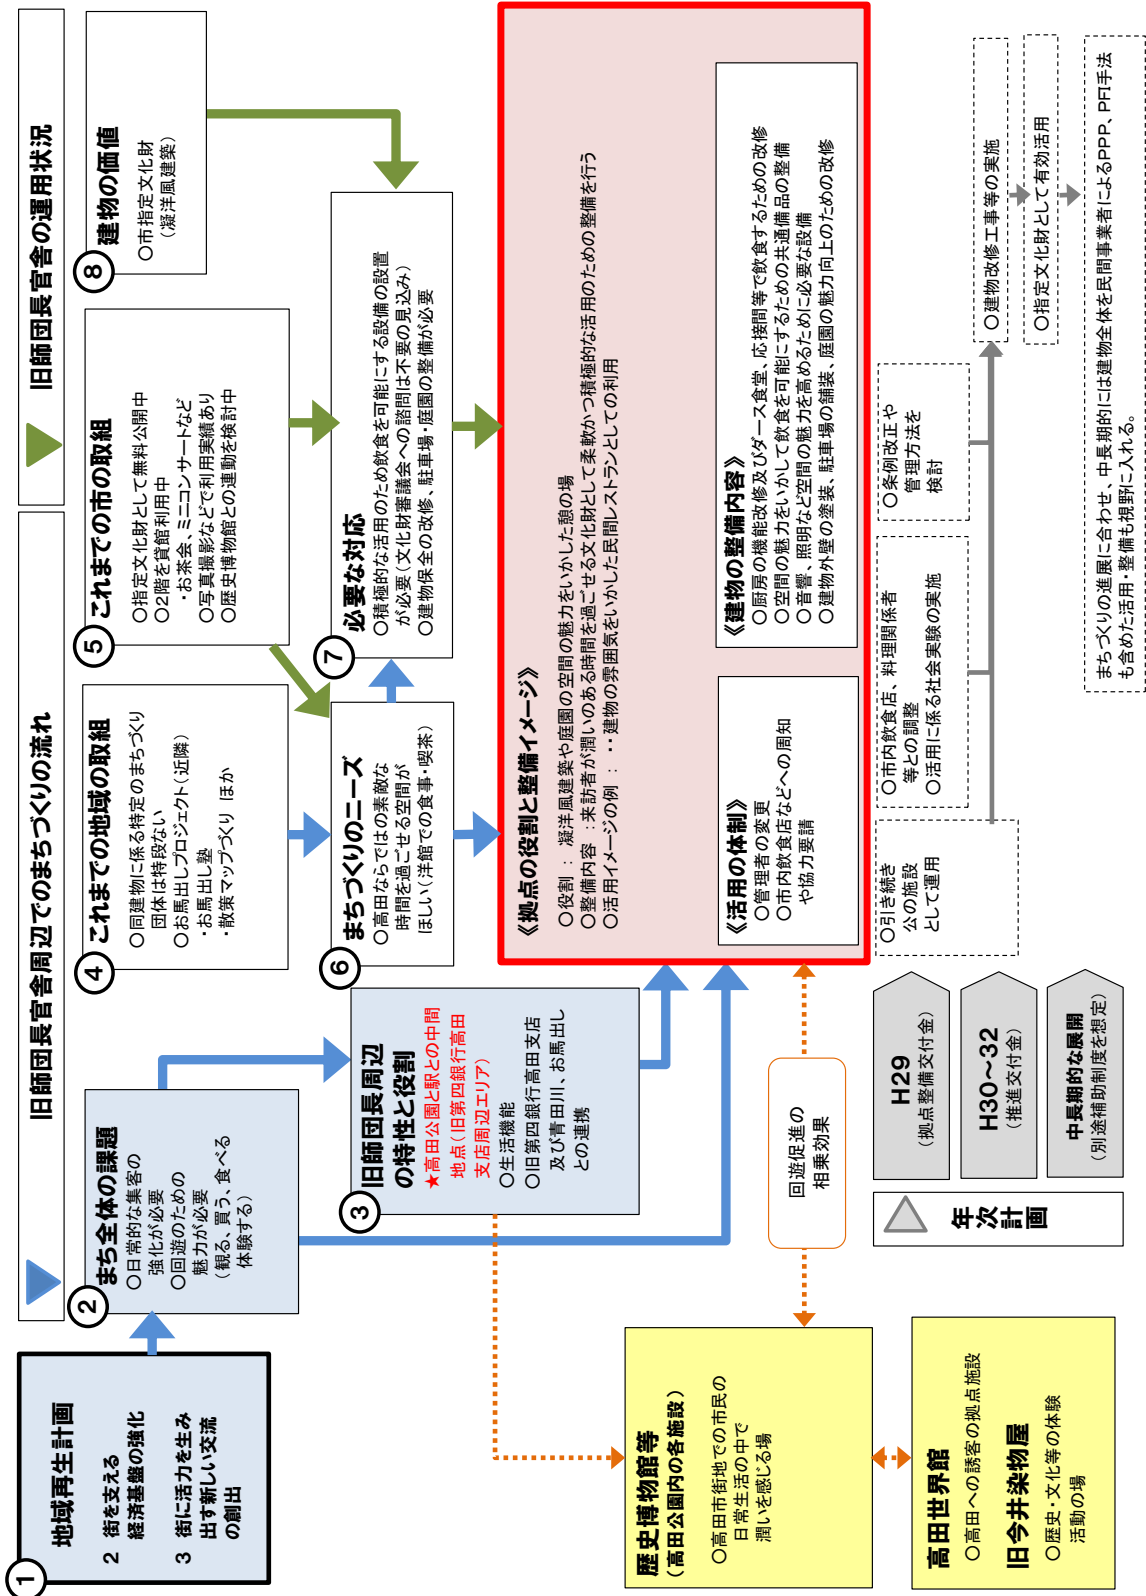 旧師団長官舎周辺でのまちづくりの流れ
旧師団長官舎の運用状況
①
地域再生計画
2 街を支える
経済基盤の強化
3 街に活力を生み
出す新しい交流
の創出
②
まち全体の課題
○日常的な集客の
強化が必要
○回遊のための
魅力が必要
(観る、買う、食べる
体験する)
③
旧師団長周辺
の特性と役割
★高田公園と駅との中間
地点(旧第四銀行高田
支店周辺エリア)
○生活機能
○旧第四銀行高田支店
及び青田川、お馬出し
との連携
④
これまでの地域の取組
○同建物に係る特定のまちづくり
団体は特段ない
○お馬出しプロジェクト(近隣)
・お馬出し塾
・散策マップづくり ほか
⑤
これまでの市の取組
○指定文化財として無料公開中
○2階を貸館利用中
・お茶会、ミニコンサートなど
○写真撮影などで利用実績あり
○歴史博物館との連動を検討中
⑧
建物の価値
○市指定文化財
(凝洋風建築)
⑥
まちづくりのニーズ
○高田ならではの素敵な
時間を過ごせる空間が
ほしい(洋館での食事・喫茶)
⑦
必要な対応
○積極的な活用のため飲食を可能にする設備の設置
が必要(文化財審議会への諮問は不要の見込み)
○建物保全の改修、駐車場・庭園の整備が必要
《拠点の役割と整備イメージ》
○役割 : 凝洋風建築や庭園の空間の魅力をいかした憩の場
○整備内容 :来訪者が潤いのある時間を過ごせる文化財として柔軟かつ積極的な活用のための整備を行う
○活用イメージの例 : ・建物の雰囲気をいかした民間レストランとしての利用
《活用の体制》
○管理者の変更
○市内飲食店などへの周知
や協力要請
《建物の整備内容》
○厨房の機能改修及びダース食堂、応接間等で飲食するための改修
○空間の魅力をいかして飲食を可能にするための共通備品の整備
○音響、照明など空間の魅力を高めるために必要な設備
○建物外壁の塗装、駐車場の舗装、庭園の魅力向上のための改修
歴史博物館等
(高田公園内の各施設)
○高田市街地での市民の
日常生活の中で
潤いを感じる場
回遊促進の
相乗効果
高田世界館
○高田への誘客の拠点施設
旧今井染物屋
○歴史・文化等の体験
活動の場
年次計画
H29
(拠点整備交付金)
○引き続き
公の施設
として運用
○市内飲食店、料理関係者
等との調整
○活用に係る社会実験の実施
○条例改正や
管理方法を
検討
H30～32
(推進交付金)
○建物改修工事等の実施
○指定文化財として有効活用
中長期的な展開
(別途補助制度を想定)
まちづくりの進展に合わせ、中長期的には建物全体を民間事業者によるPPP、PFI手法
も含めた活用・整備も視野に入れる。